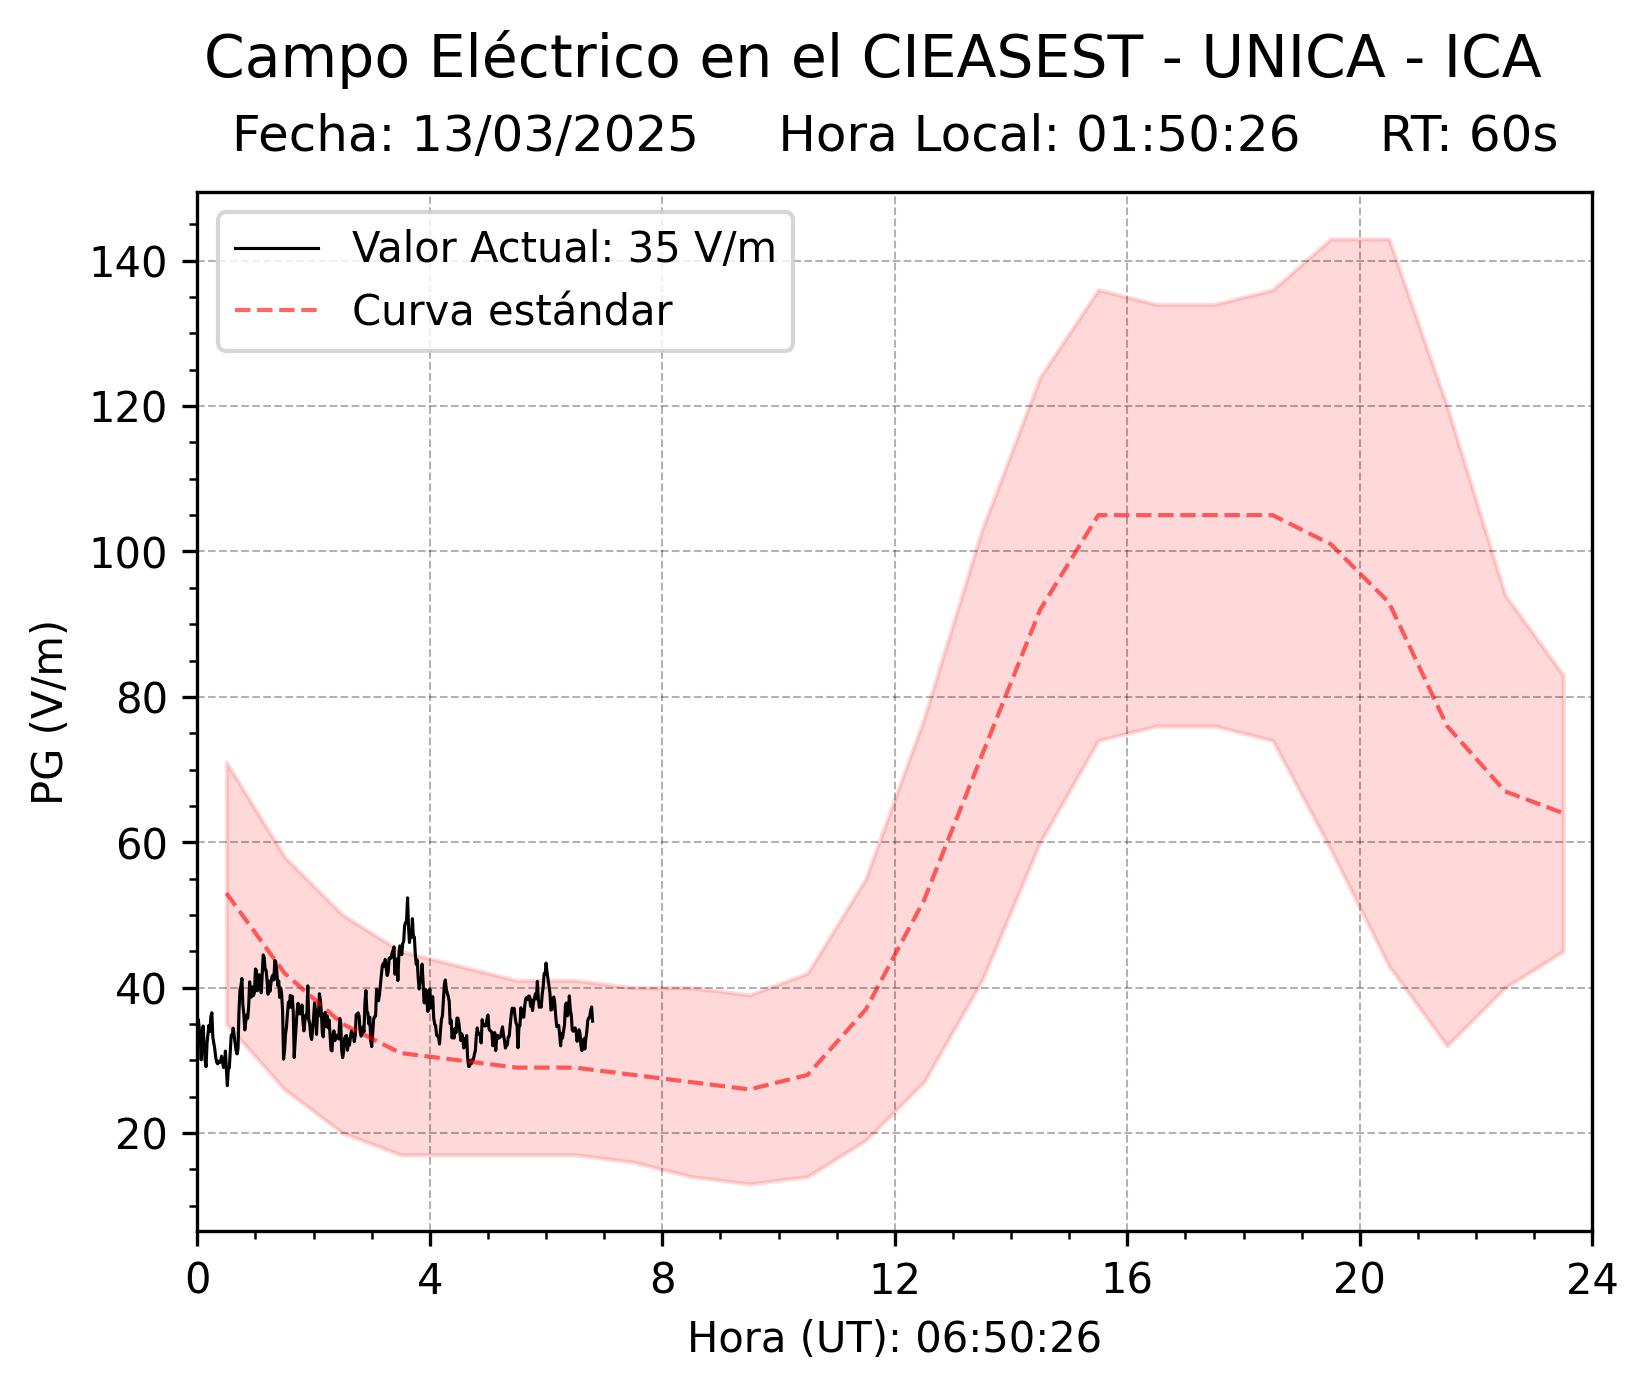 Campo Eléctrico en el CIEASEST - UNICA - ICA
Fecha: 13/03/2025 Hora Local: 01:50:26 RT: 60s
Valor Actual: 35 V/m
Curva estándar
140
120
100
80
60
40
20
PG (V/m)
0 4 8 12 16 20 24
Hora (UT): 06:50:26